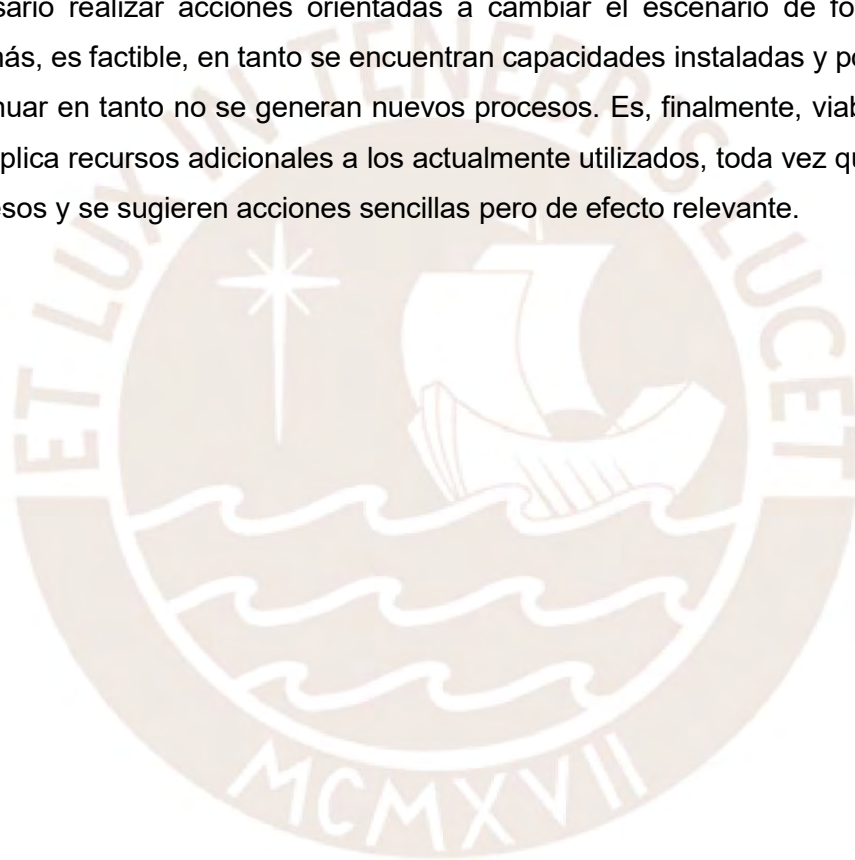 sario realizar acciones orientadas a cambiar el escenario de fo
nás, es factible, en tanto se encuentran capacidades instaladas y po
nuar en tanto no se generan nuevos procesos. Es, finalmente, viab
plica recursos adicionales a los actualmente utilizados, toda vez qu
esos y se sugieren acciones sencillas pero de efecto relevante.
ET LUX IN TENEBRIS LUCET
MCMXVII